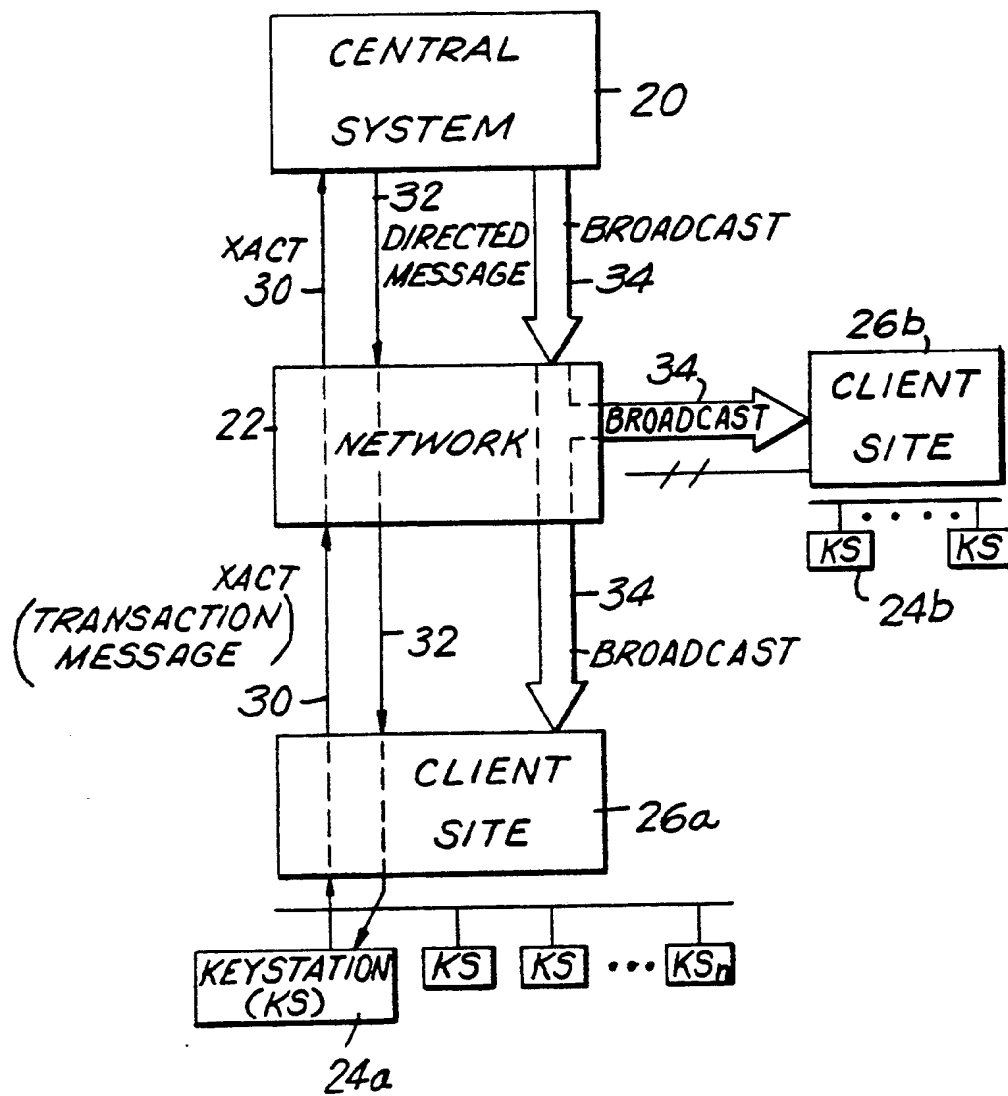 CENTRAL
SYSTEM
20
32
XACT
30
DIRECTED
MESSAGE
BROADCAST
34
26b
CLIENT
SITE
34
BROADCAST
22
NETWORK
KS
....
KS
24b
XACT
(TRANSACTION
MESSAGE)
30
32
34
BROADCAST
CLIENT
SITE
26a
KEYSTATION
(KS)
KS
KS
...
KSn
24a